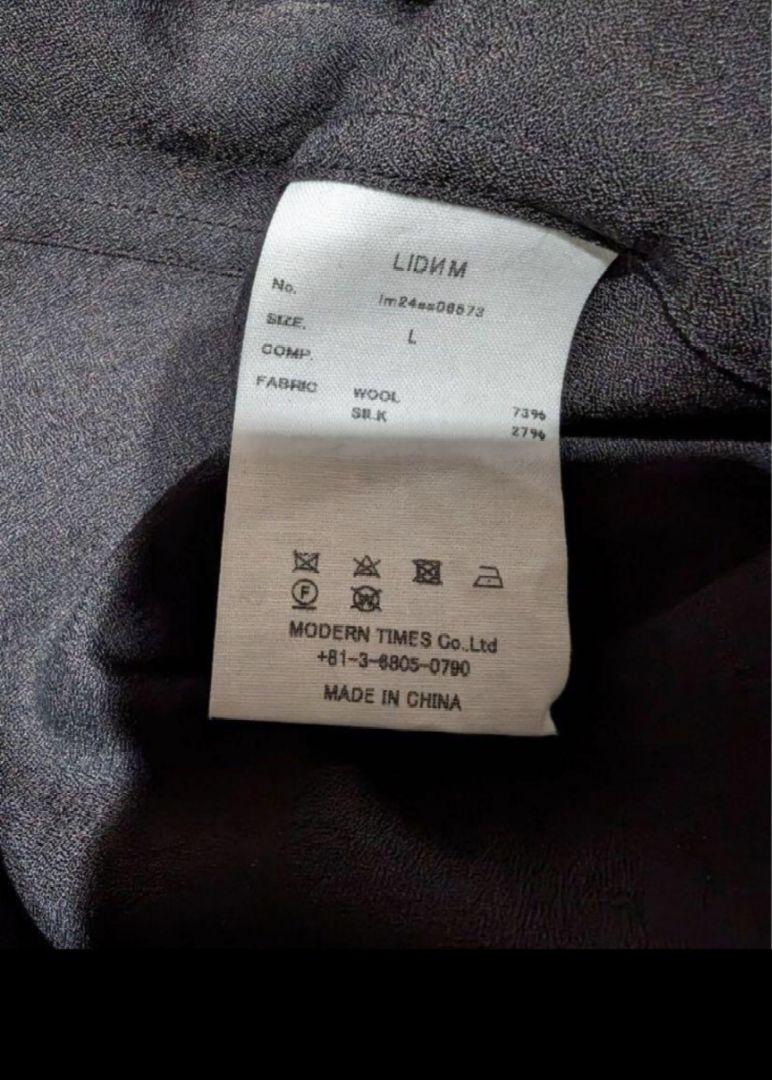 LIDИM
No. lm24ss06573
SIZE. L
COMP.
FABRIC WOOL 73%
SILK 27%
F
W
MODERN TIMES Co.,Ltd
+81-3-6805-0790
MADE IN CHINA